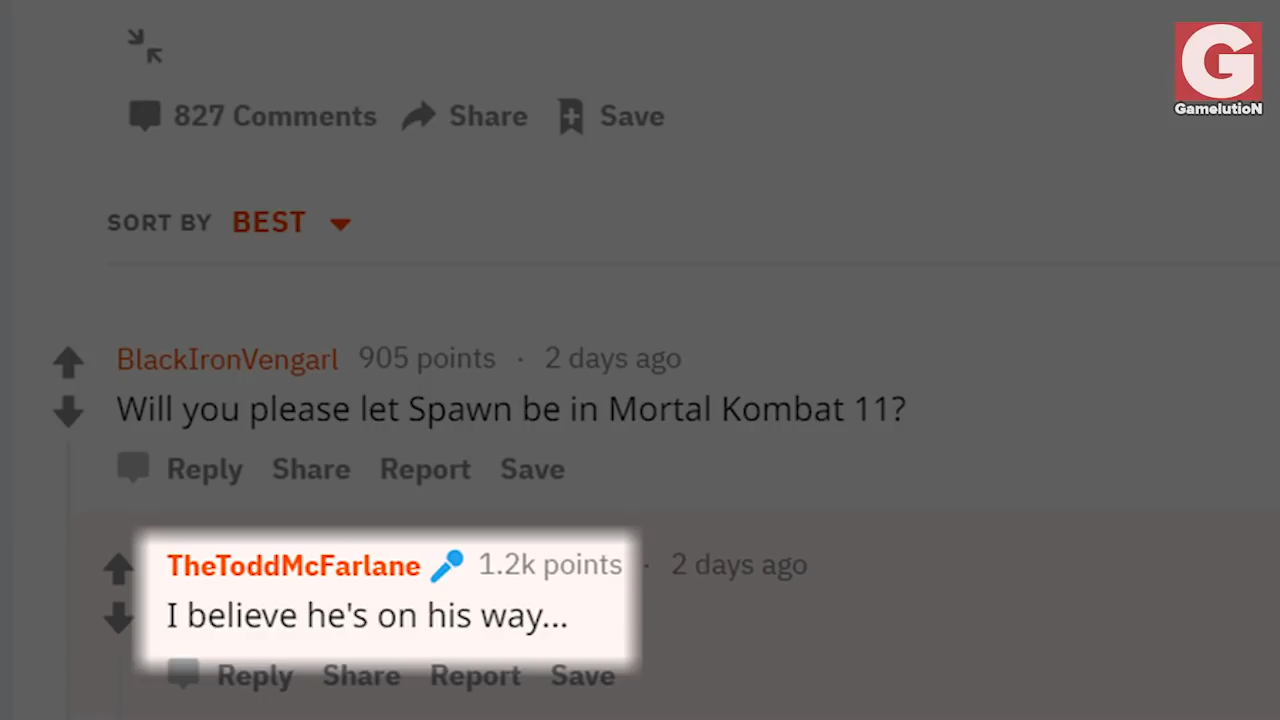 G
GamelutioN
827 Comments Share Save
SORT BY BEST
BlackIronVengarl 905 points · 2 days ago
Will you please let Spawn be in Mortal Kombat 11?
Reply Share Report Save
TheToddMcFarlane 1.2k points · 2 days ago
I believe he's on his way...
Reply Share Report Save